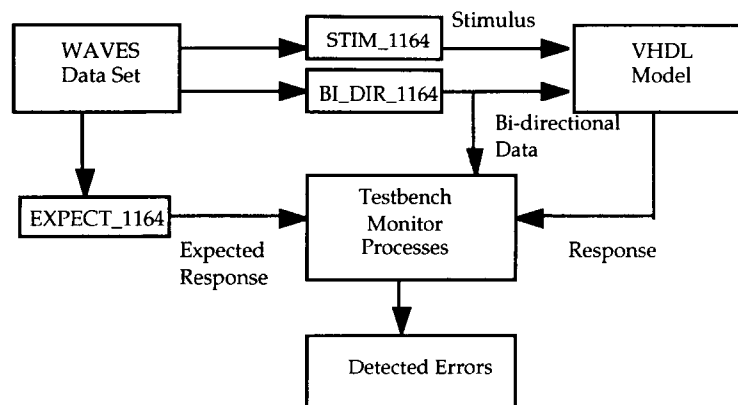 WAVES
Data Set
STIM_1164
Stimulus
VHDL
Model
BI_DIR_1164
Bi-directional
Data
EXPECT_1164
Expected
Response
Testbench
Monitor
Processes
Response
Detected Errors